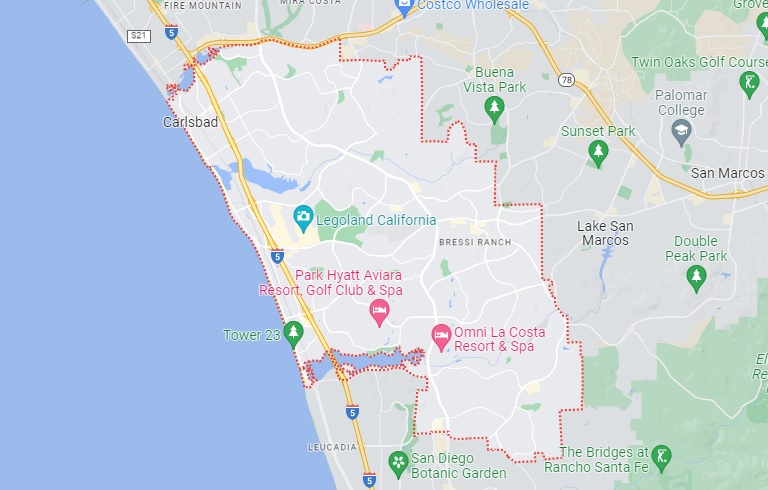 FIRE MOUNTAIN
MIRA COSTA
Costco Wholesale
S21
5
Buena
Vista Park
Twin Oaks Golf Course
78
Palomar
College
Sunset Park
Carlsbad
San Marcos
Legoland California
Lake San
Marcos
BRESSI RANCH
Double
Peak Park
5
Park Hyatt Aviara
Resort, Golf Club & Spa
Tower 23
Omni La Costa
Resort & Spa
5
LEUCADIA
San Diego
Botanic Garden
The Bridges at
Rancho Santa Fe
5